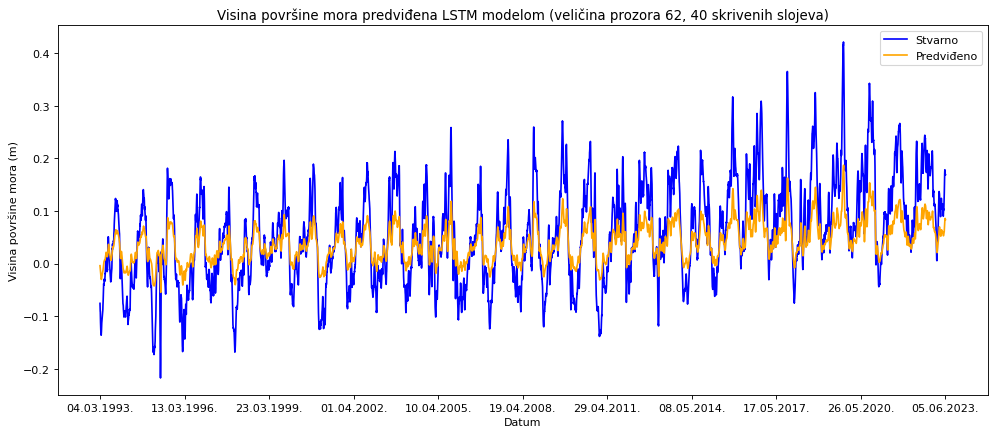 Visina površine mora predviđena LSTM modelom (veličina prozora 62, 40 skrivenih slojeva)
Stvarno
Predviđeno
Visina površine mora (m)
0.4
0.3
0.2
0.1
0.0
−0.1
−0.2
04.03.1993. 13.03.1996. 23.03.1999. 01.04.2002. 10.04.2005. 19.04.2008. 29.04.2011. 08.05.2014. 17.05.2017. 26.05.2020. 05.06.2023.
Datum